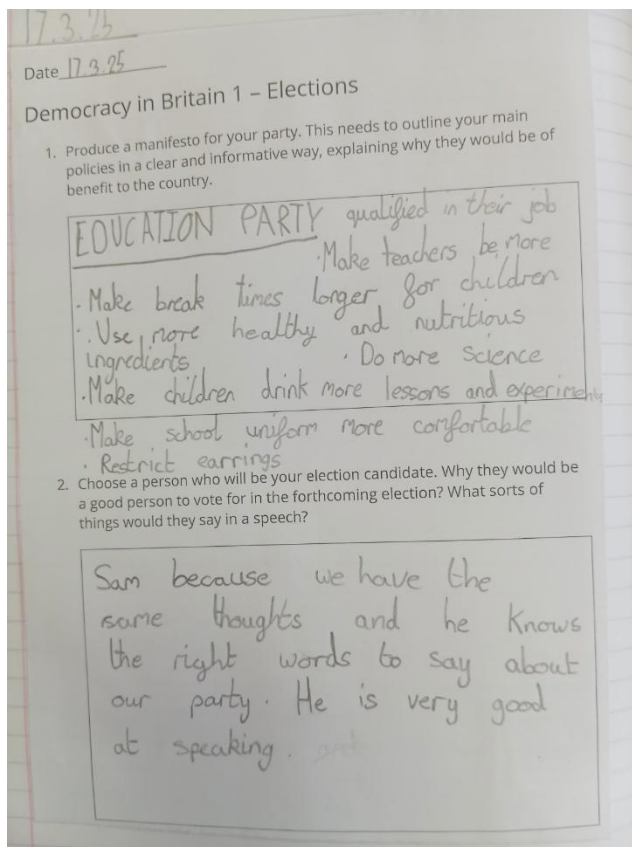 17.3.25
Date 17.3.25
Democracy in Britain 1 – Elections
1. Produce a manifesto for your party. This needs to outline your main
policies in a clear and informative way, explaining why they would be of
benefit to the country.
EDUCATION PARTY qualified in their job
· Make teachers be more
· Make break times longer for children
· Use more healthy and nutritious
ingredients · Do more science
· Make children drink more lessons and experiments
· Make school uniform more comfortable
· Restrict earrings
2. Choose a person who will be your election candidate. Why they would be
a good person to vote for in the forthcoming election? What sorts of
things would they say in a speech?
Sam because we have the
same thoughts and he knows
the right words to say about
our party. He is very good
at speaking.